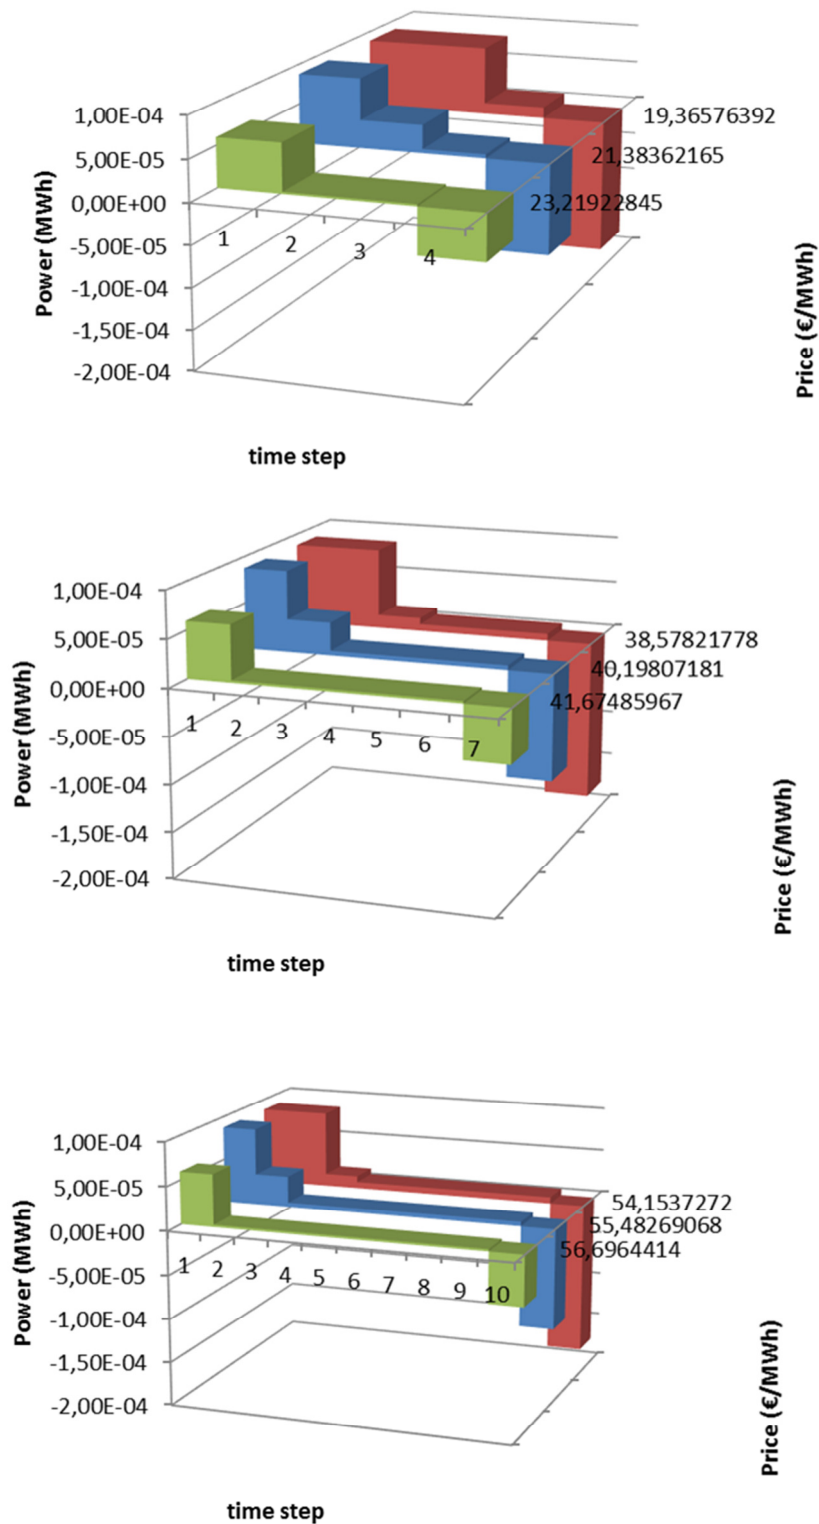 1,00E-04
5,00E-05
0,00E+00
-5,00E-05
-1,00E-04
-1,50E-04
-2,00E-04
Power (MWh)
1 2 3 4
19,36576392
21,38362165
23,21922845
Price (€/MWh)
time step
1,00E-04
5,00E-05
0,00E+00
-5,00E-05
-1,00E-04
-1,50E-04
-2,00E-04
Power (MWh)
1 2 3 4 5 6 7
38,57821778
40,19807181
41,67485967
Price (€/MWh)
time step
1,00E-04
5,00E-05
0,00E+00
-5,00E-05
-1,00E-04
-1,50E-04
-2,00E-04
Power (MWh)
1 2 3 4 5 6 7 8 9 10
54,1537272
55,48269068
56,6964414
Price (€/MWh)
time step